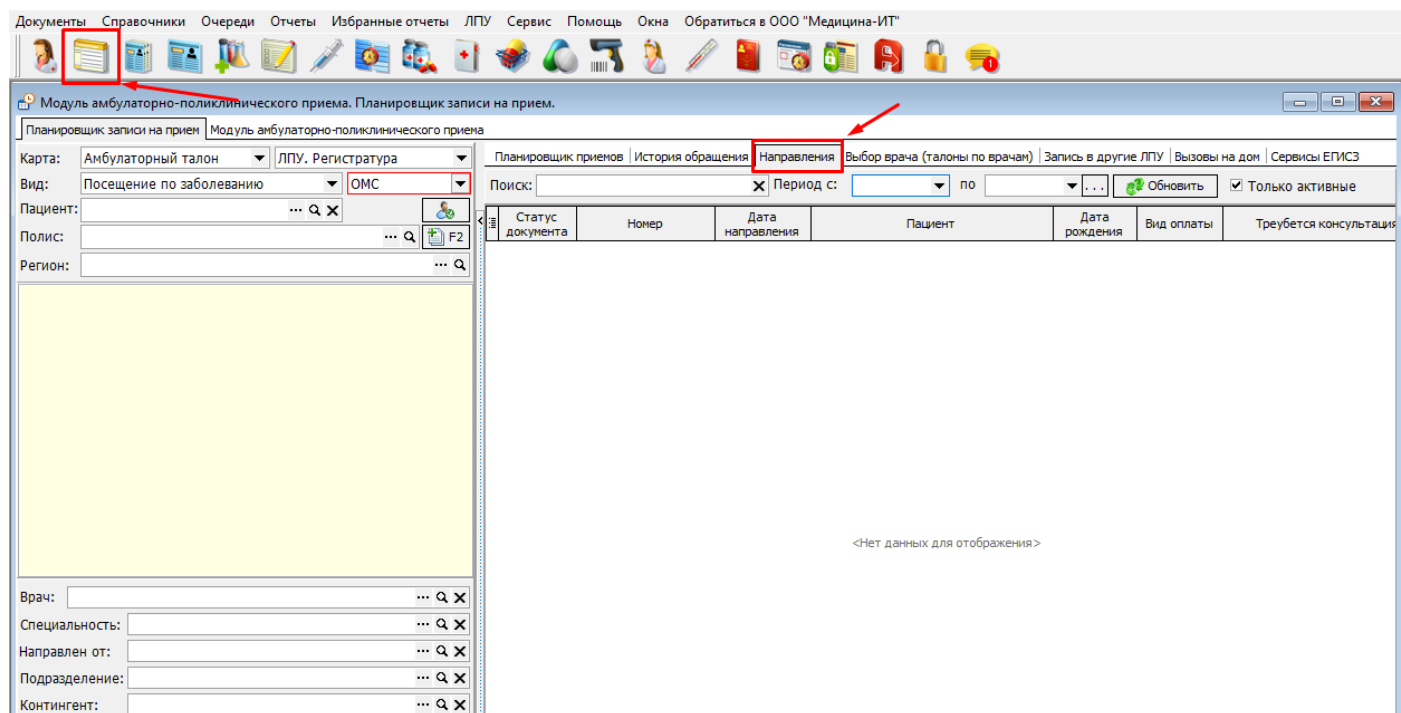 Документы Справочники Очереди Отчеты Избранные отчеты ЛПУ Сервис Помощь Окна Обратиться в ООО "Медицина-ИТ"
1
Модуль амбулаторно-поликлинического приема. Планировщик записи на прием.
Планировщик записи на прием Модуль амбулаторно-поликлинического приема
Карта: Амбулаторный талон ЛПУ. Регистратура
Вид: Посещение по заболеванию ОМС
Пациент:
Полис: F2
Регион:
Врач:
Специальность:
Направлен от:
Подразделение:
Контингент:
Планировщик приемов История обращения Направления Выбор врача (талоны по врачам) Запись в другие ЛПУ Вызовы на дом Сервисы ЕГИСЗ
Поиск: Период с: по ... Обновить Только активные
Статус документа Номер Дата направления Пациент Дата рождения Вид оплаты Треубется консультация
<Нет данных для отображения>